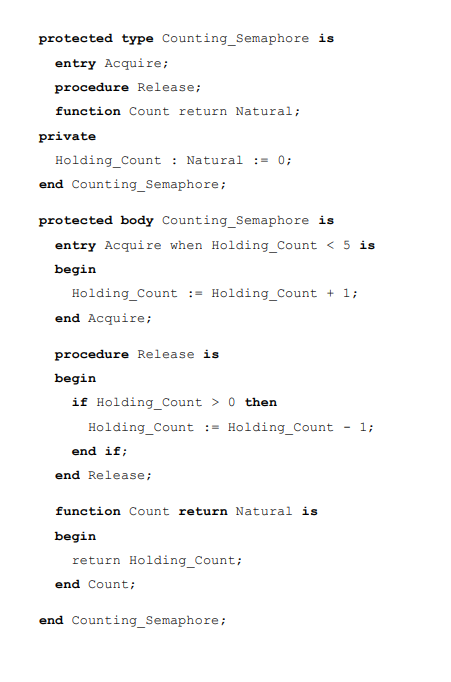 protected type Counting_Semaphore is
entry Acquire;
procedure Release;
function Count return Natural;
private
Holding_Count : Natural := 0;
end Counting_Semaphore;
protected body Counting_Semaphore is
entry Acquire when Holding_Count < 5 is
begin
Holding_Count := Holding_Count + 1;
end Acquire;
procedure Release is
begin
if Holding_Count > 0 then
Holding_Count := Holding_Count - 1;
end if;
end Release;
function Count return Natural is
begin
return Holding_Count;
end Count;
end Counting_Semaphore;